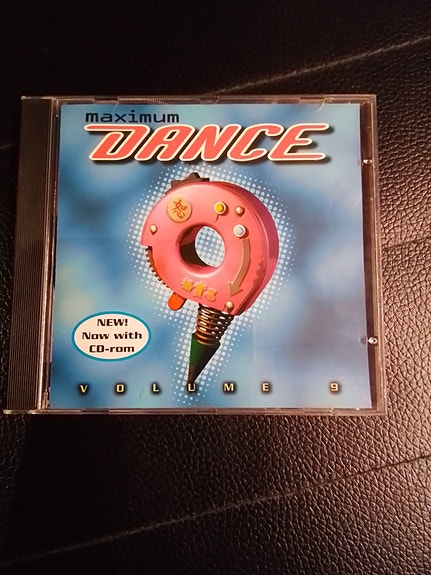 maximum
DANCE
NEW!
Now with
CD-rom
VOLUME 9